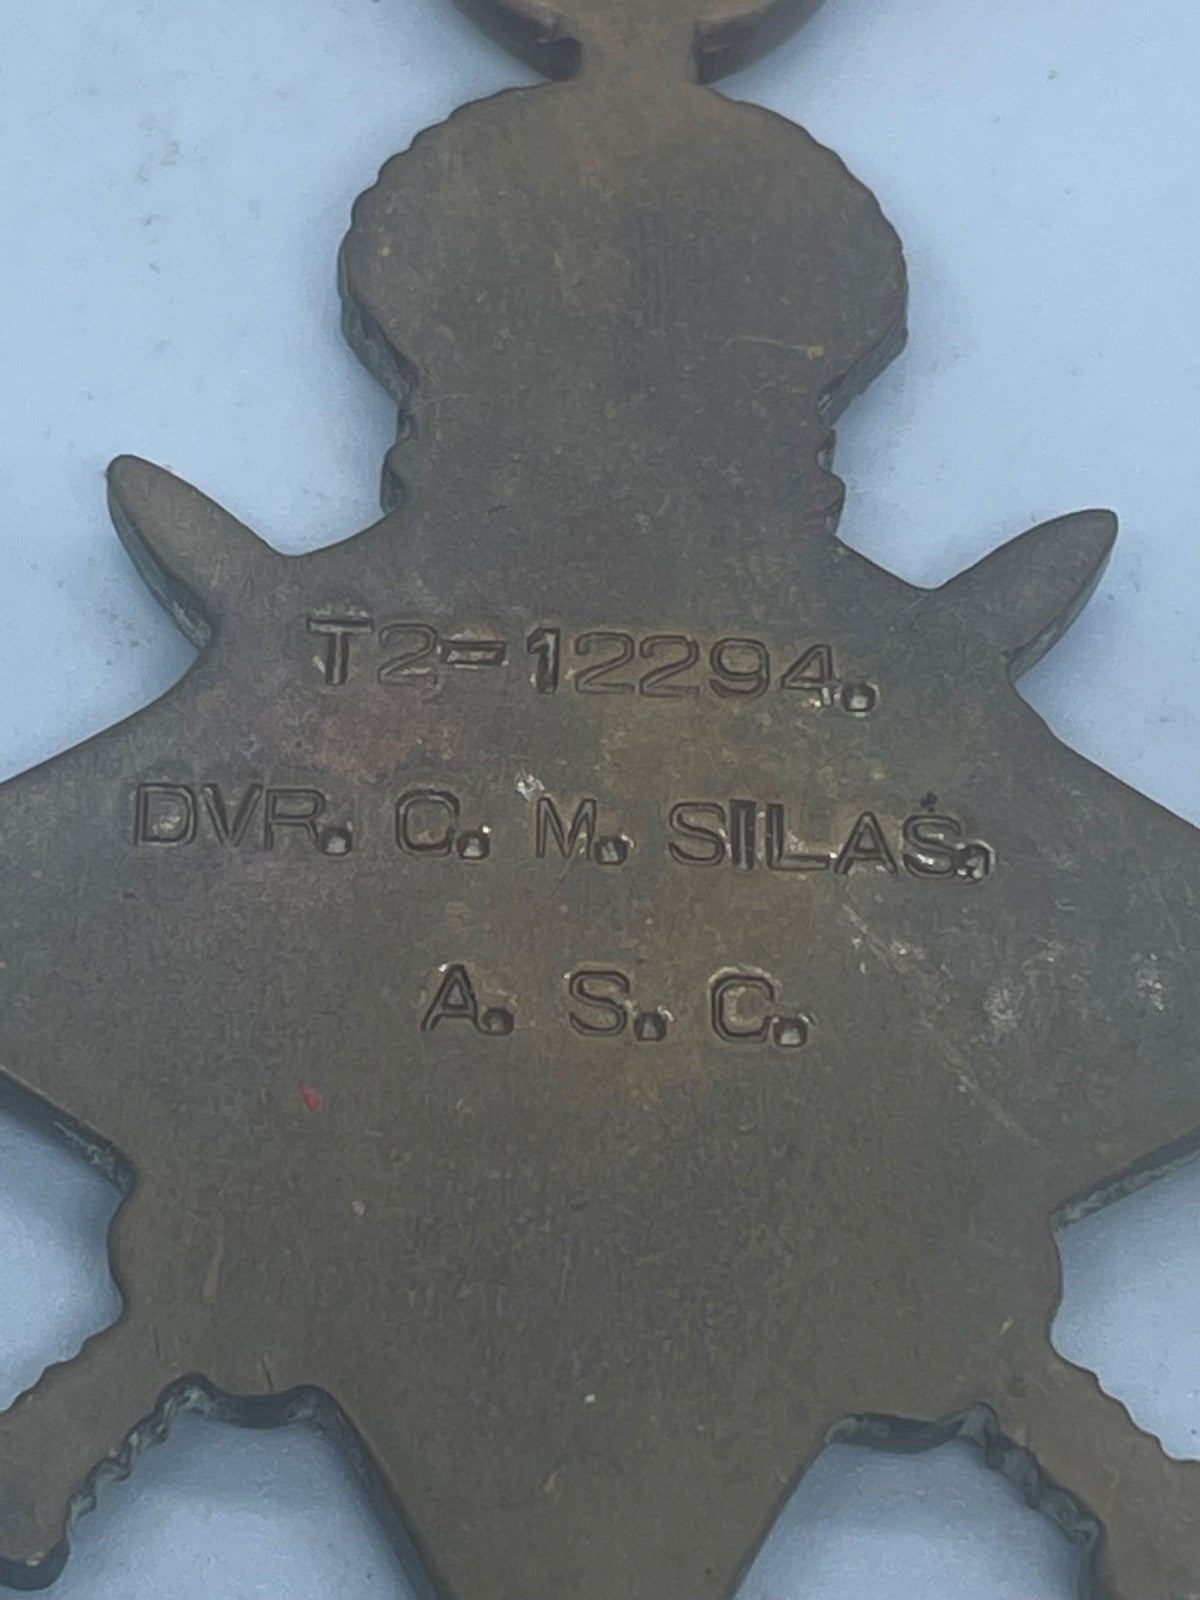 T2-12294.
DVR. C. M. SILAS.
A. S. C.